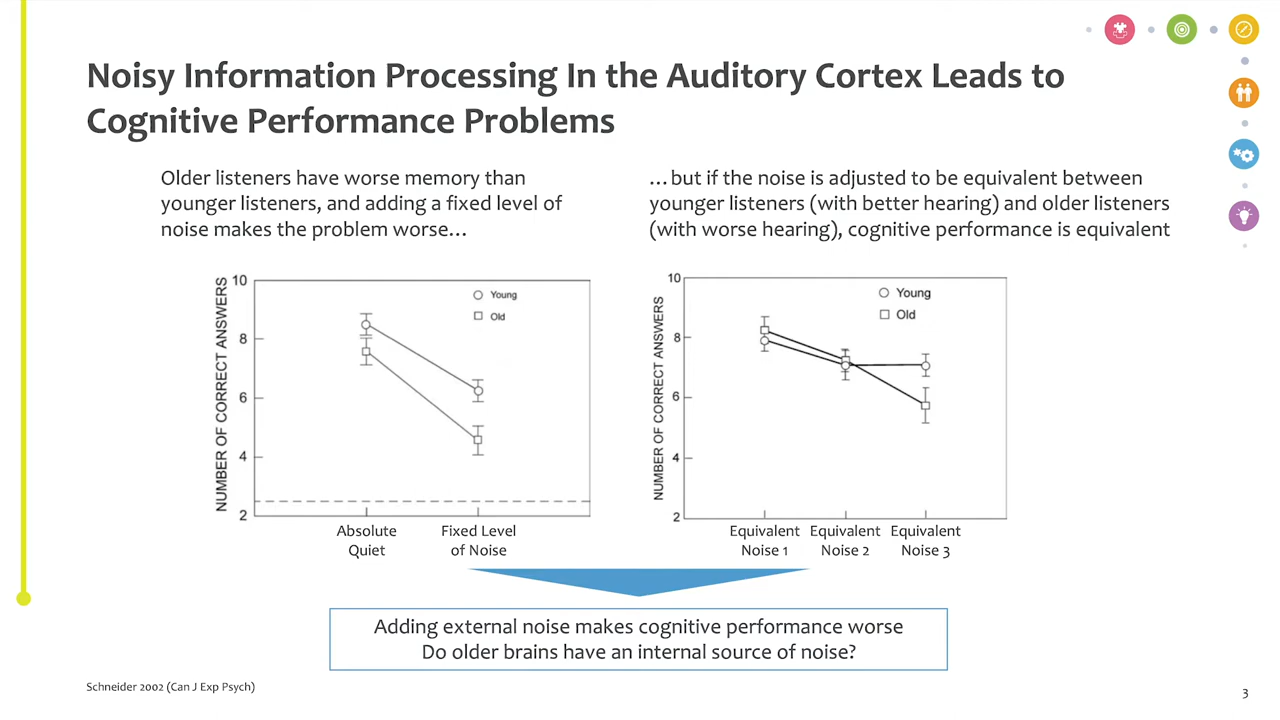 Noisy Information Processing In the Auditory Cortex Leads to
Cognitive Performance Problems
Older listeners have worse memory than
younger listeners, and adding a fixed level of
noise makes the problem worse…
…but if the noise is adjusted to be equivalent between
younger listeners (with better hearing) and older listeners
(with worse hearing), cognitive performance is equivalent
NUMBER OF CORRECT ANSWERS
10
8
6
4
2
Young
Old
Absolute
Quiet
Fixed Level
of Noise
NUMBER OF CORRECT ANSWERS
10
8
6
4
2
Young
Old
Equivalent
Noise 1
Equivalent
Noise 2
Equivalent
Noise 3
Adding external noise makes cognitive performance worse
Do older brains have an internal source of noise?
Schneider 2002 (Can J Exp Psych)
3